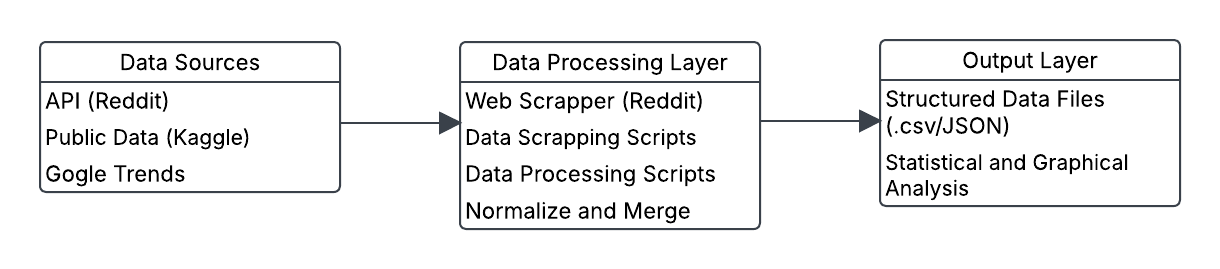 Data Sources
API (Reddit)
Public Data (Kaggle)
Gogle Trends
Data Processing Layer
Web Scrapper (Reddit)
Data Scrapping Scripts
Data Processing Scripts
Normalize and Merge
Output Layer
Structured Data Files
(.csv/JSON)
Statistical and Graphical
Analysis